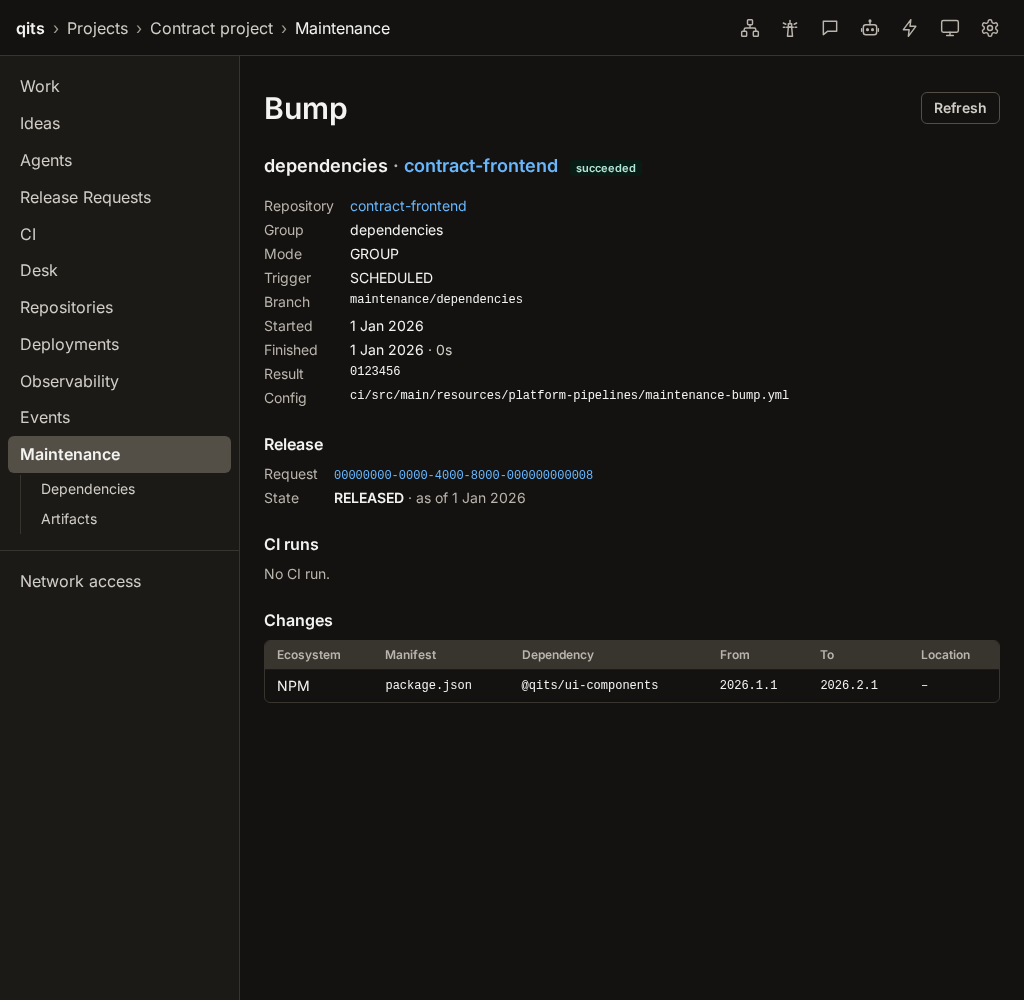 qits › Projects › Contract project › Maintenance
Work
Ideas
Agents
Release Requests
CI
Desk
Repositories
Deployments
Observability
Events
Maintenance
Dependencies
Artifacts
Network access
Bump
Refresh
dependencies · contract-frontend succeeded
Repository contract-frontend
Group dependencies
Mode GROUP
Trigger SCHEDULED
Branch maintenance/dependencies
Started 1 Jan 2026
Finished 1 Jan 2026 · 0s
Result 0123456
Config ci/src/main/resources/platform-pipelines/maintenance-bump.yml
Release
Request 00000000-0000-4000-8000-000000000008
State RELEASED · as of 1 Jan 2026
CI runs
No CI run.
Changes
Ecosystem Manifest Dependency From To Location
NPM package.json @qits/ui-components 2026.1.1 2026.2.1 –